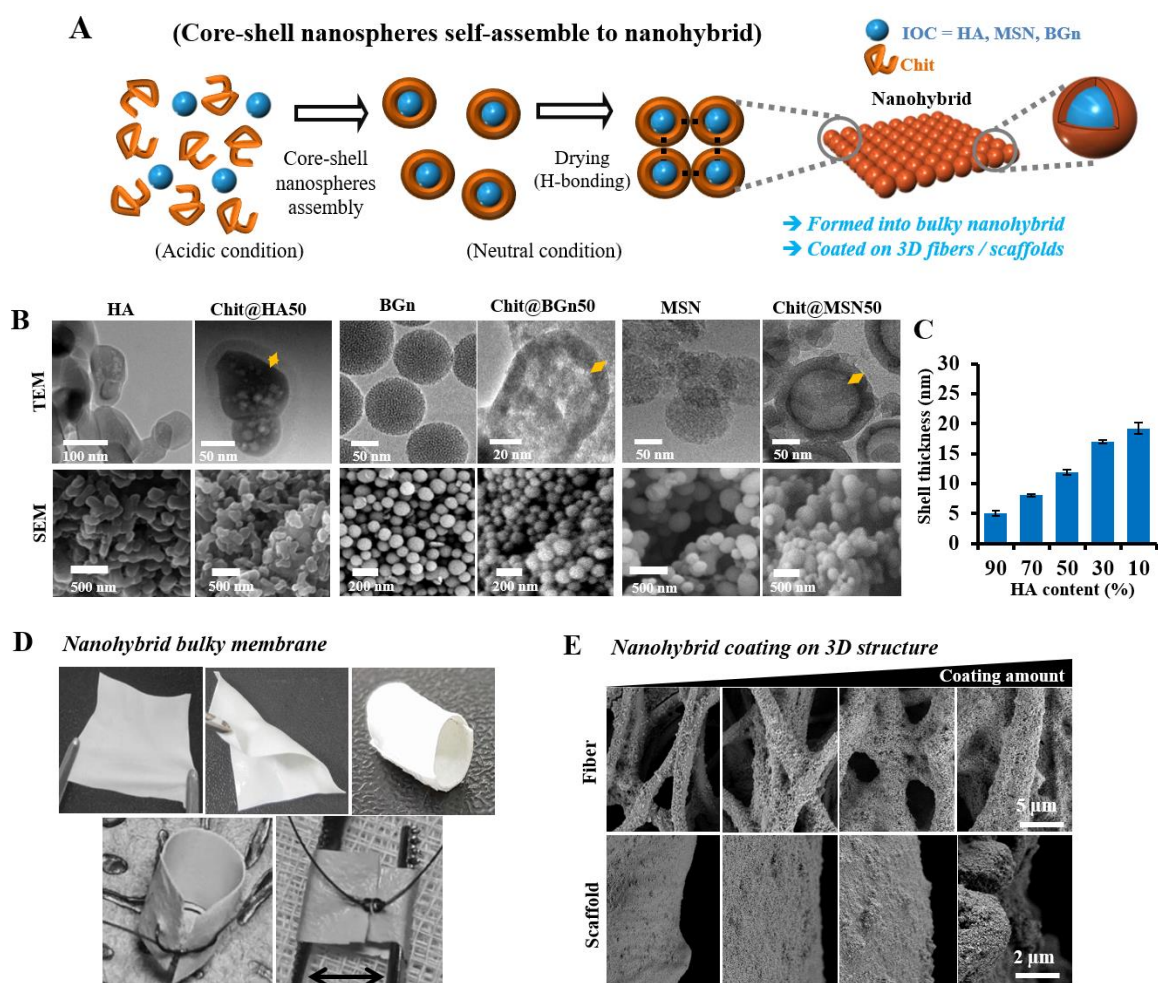 A
(Core-shell nanospheres self-assemble to nanohybrid)
IOC = HA, MSN, BGn
Chit
Nanohybrid
Core-shell
nanospheres
assembly
Drying
(H-bonding)
(Acidic condition)
(Neutral condition)
➔ Formed into bulky nanohybrid
➔ Coated on 3D fibers / scaffolds
B
HA
Chit@HA50
BGn
Chit@BGn50
MSN
Chit@MSN50
TEM
100 nm
50 nm
50 nm
20 nm
50 nm
50 nm
SEM
500 nm
500 nm
200 nm
200 nm
500 nm
500 nm
C
Shell thickness (nm)
30
25
20
15
10
5
0
90 70 50 30 10
HA content (%)
D
Nanohybrid bulky membrane
E
Nanohybrid coating on 3D structure
Coating amount
Fiber
5 µm
Scaffold
2 µm